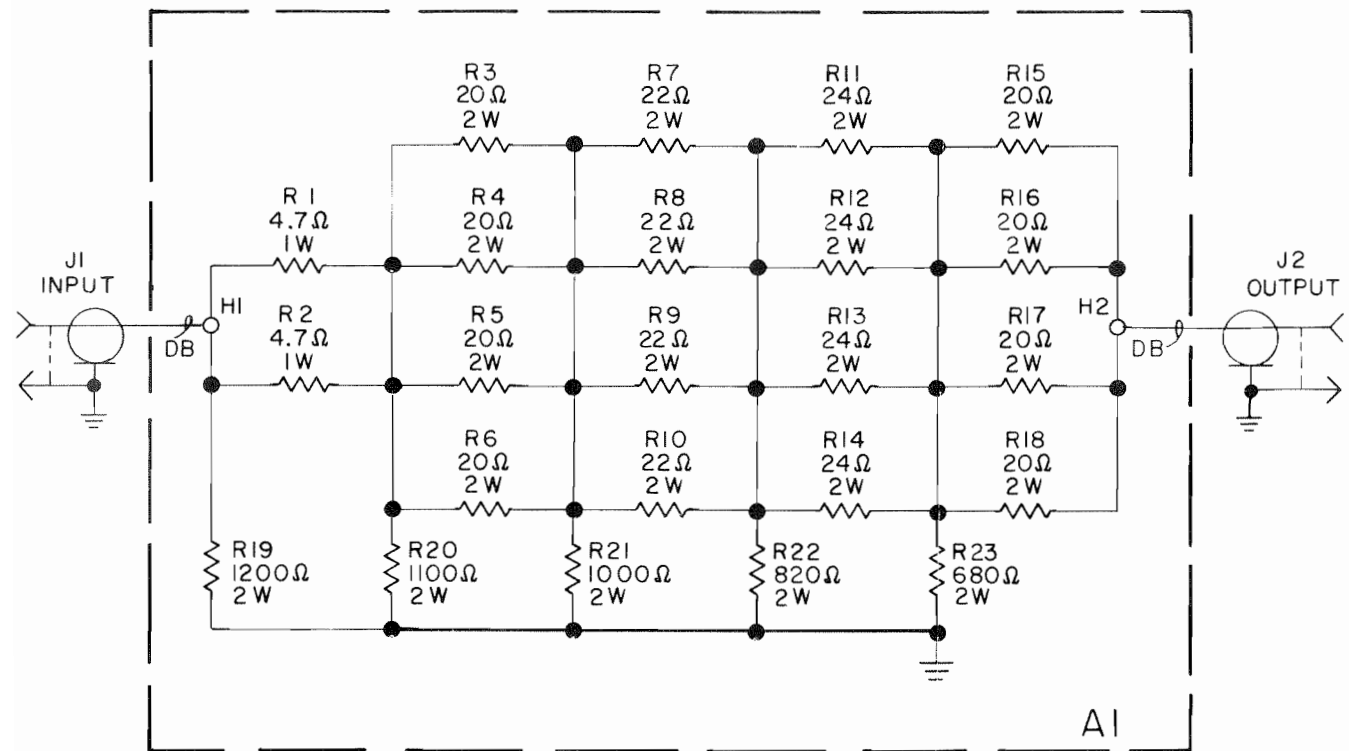 R3
20Ω
2W
R7
22Ω
2W
R11
24Ω
2W
R15
20Ω
2W
R1
4.7Ω
1W
R4
20Ω
2W
R8
22Ω
2W
R12
24Ω
2W
R16
20Ω
2W
J1
INPUT
H1
DB
R2
4.7Ω
1W
R5
20Ω
2W
R9
22Ω
2W
R13
24Ω
2W
R17
20Ω
2W
H2
DB
J2
OUTPUT
R6
20Ω
2W
R10
22Ω
2W
R14
24Ω
2W
R18
20Ω
2W
R19
1200Ω
2W
R20
1100Ω
2W
R21
1000Ω
2W
R22
820Ω
2W
R23
680Ω
2W
A1